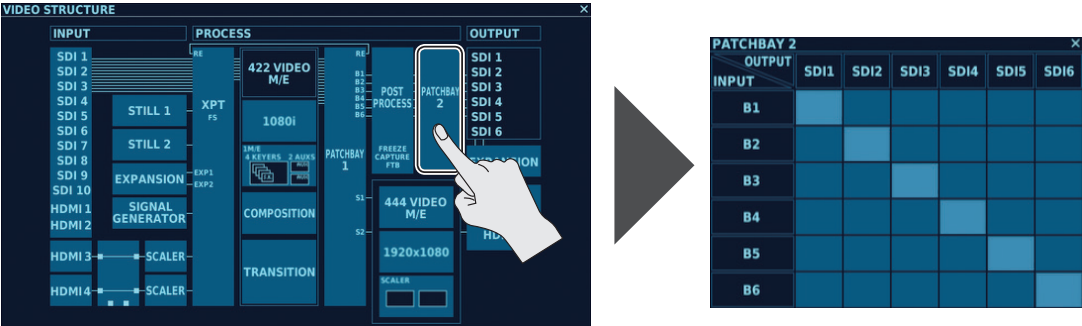 VIDEO STRUCTURE
×
INPUT
PROCESS
OUTPUT
SDI 1
SDI 2
SDI 3
SDI 4
SDI 5
SDI 6
SDI 7
SDI 8
SDI 9
SDI 10
HDMI 1
HDMI 2
HDMI 3
HDMI 4
STILL 1
STILL 2
EXPANSION
SIGNAL
GENERATOR
SCALER
SCALER
RE
XPT
FS
EXP1
EXP2
422 VIDEO
M/E
1080i
1M/E
4 KEYERS 2 AUXS
COMPOSITION
TRANSITION
RE
B1
B2
B3
B4
B5
B6
PATCHBAY
1
S1
S2
POST
PROCESS
FREEZE
CAPTURE
FTB
PATCHBAY
2
444 VIDEO
M/E
1920x1080
SCALER
SDI 1
SDI 2
SDI 3
SDI 4
SDI 5
SDI 6
PATCHBAY 2
×
OUTPUT
INPUT
SDI1 SDI2 SDI3 SDI4 SDI5 SDI6
B1
B2
B3
B4
B5
B6